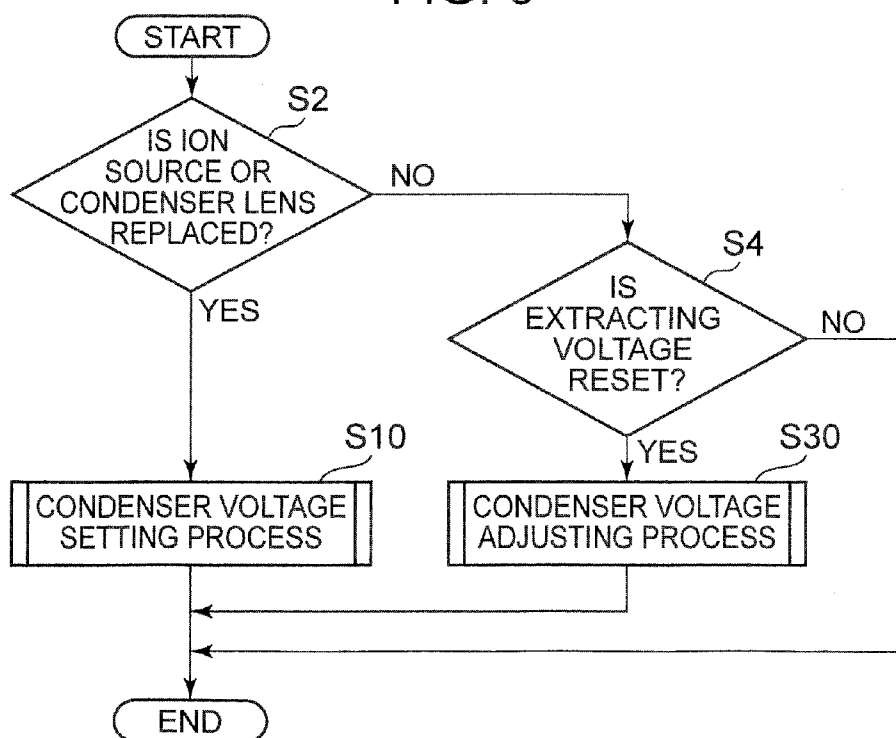 START
S2
IS ION
SOURCE OR
CONDENSER LENS
REPLACED?
NO
YES
S4
IS
EXTRACTING
VOLTAGE
RESET?
NO
YES
S10
CONDENSER VOLTAGE
SETTING PROCESS
S30
CONDENSER VOLTAGE
ADJUSTING PROCESS
END